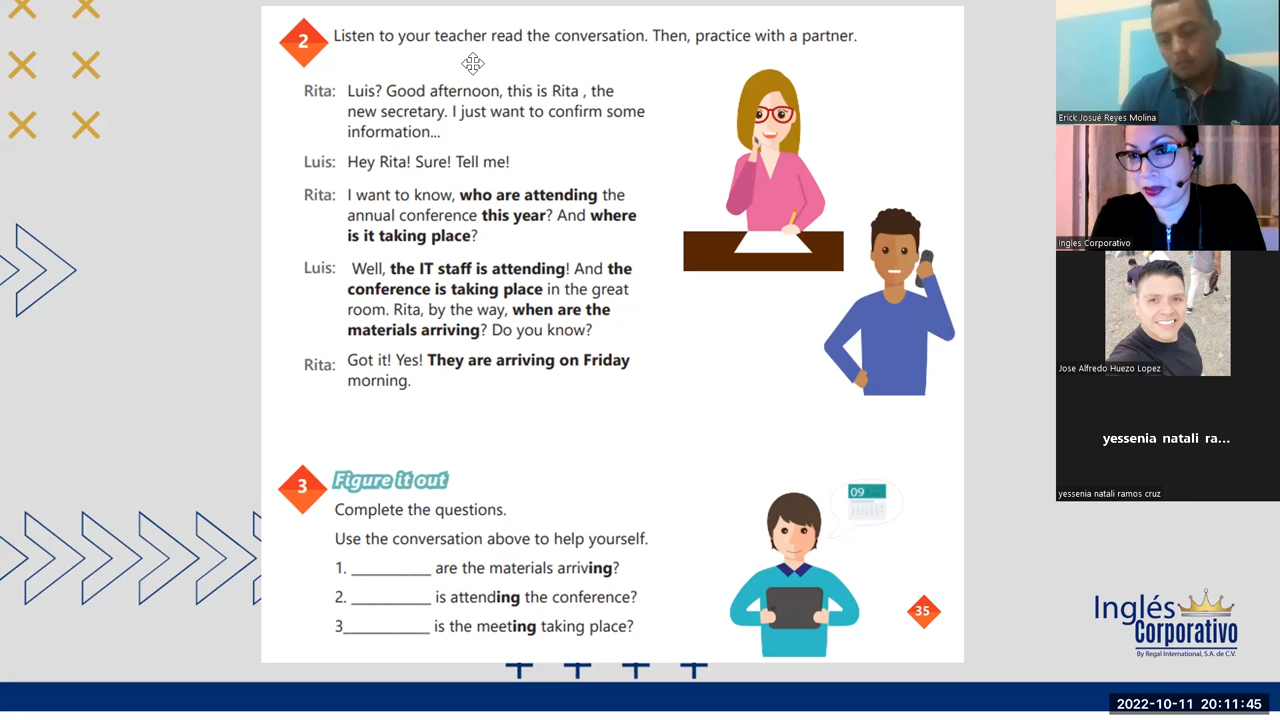 2
Listen to your teacher read the conversation. Then, practice with a partner.
Rita: Luis? Good afternoon, this is Rita , the
new secretary. I just want to confirm some
information...
Luis: Hey Rita! Sure! Tell me!
Rita: I want to know, who are attending the
annual conference this year? And where
is it taking place?
Luis: Well, the IT staff is attending! And the
conference is taking place in the great
room. Rita, by the way, when are the
materials arriving? Do you know?
Rita: Got it! Yes! They are arriving on Friday
morning.
3
Figure it out
Complete the questions.
Use the conversation above to help yourself.
1. ___________ are the materials arriving?
2. ___________ is attending the conference?
3____________ is the meeting taking place?
09
35
Erick Josué Reyes Molina
Ingles Corporativo
Jose Alfredo Huezo Lopez
yessenia natali ra...
yessenia natali ramos cruz
Inglés
Corporativo
By Regal International, S.A. de C.V.
2022-10-11 20:11:45